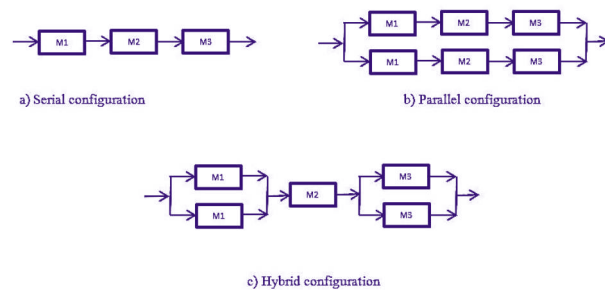 M1 M2 M3
a) Serial configuration
M1 M2 M3
M1 M2 M3
b) Parallel configuration
M1 M3
M2
M1 M3
c) Hybrid configuration